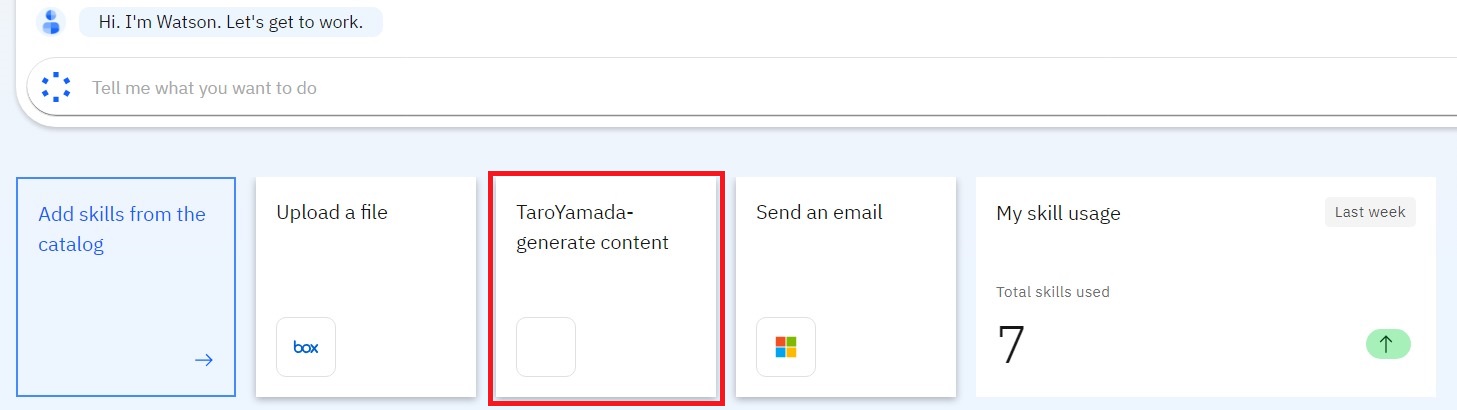 Hi. I'm Watson. Let's get to work.
Tell me what you want to do
Add skills from the
catalog
Upload a file
box
TaroYamada-
generate content
Send an email
My skill usage
Last week
Total skills used
7